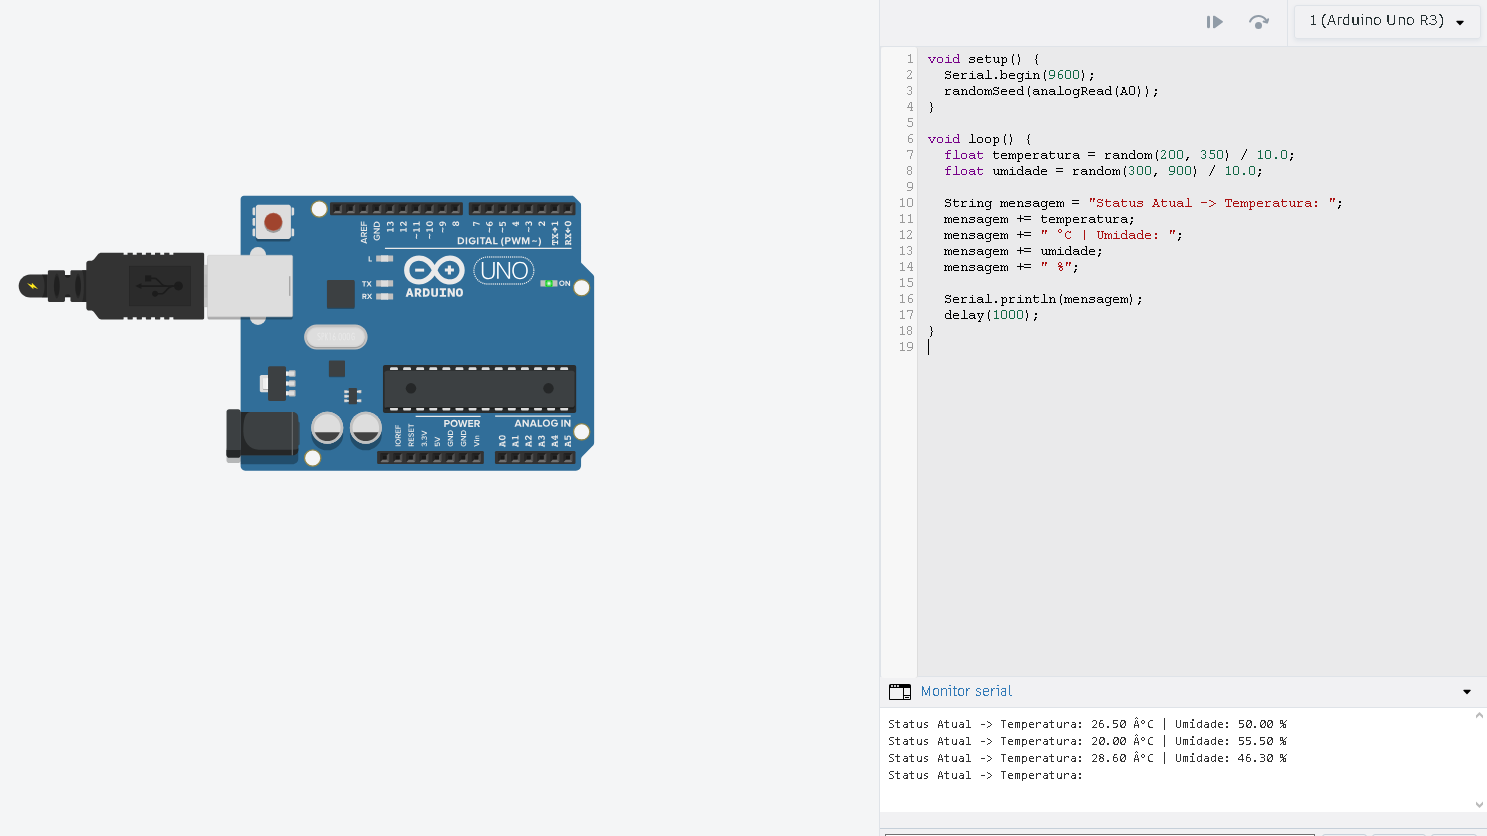 1 (Arduino Uno R3)
1 void setup() {
2 Serial.begin(9600);
3 randomSeed(analogRead(A0));
4 }
5
6 void loop() {
7 float temperatura = random(200, 350) / 10.0;
8 float umidade = random(300, 900) / 10.0;
9
10 String mensagem = "Status Atual -> Temperatura: ";
11 mensagem += temperatura;
12 mensagem += " °C | Umidade: ";
13 mensagem += umidade;
14 mensagem += " %";
15
16 Serial.println(mensagem);
17 delay(1000);
18 }
19
AREF GND 13 12 ~11 ~10 ~9 8 7 ~6 ~5 4 ~3 2 TX→1 RX←0
DIGITAL (PWM~)
L
TX
RX
ARDUINO
UNO
ON
POWER
ANALOG IN
IOREF RESET 3.3V 5V GND GND Vin A0 A1 A2 A3 A4 A5
Monitor serial
Status Atual -> Temperatura: 26.50 Â°C | Umidade: 50.00 %
Status Atual -> Temperatura: 20.00 Â°C | Umidade: 55.50 %
Status Atual -> Temperatura: 28.60 Â°C | Umidade: 46.30 %
Status Atual -> Temperatura: